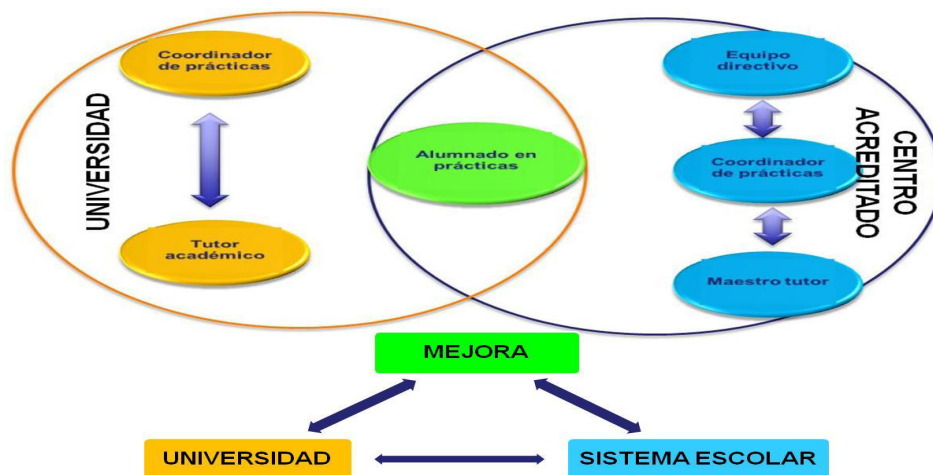 UNIVERSIDAD
Coordinador
de prácticas
Tutor
académico
Alumnado en
prácticas
Equipo
directivo
Coordinador
de prácticas
Maestro tutor
CENTRO
ACREDITADO
MEJORA
UNIVERSIDAD
SISTEMA ESCOLAR